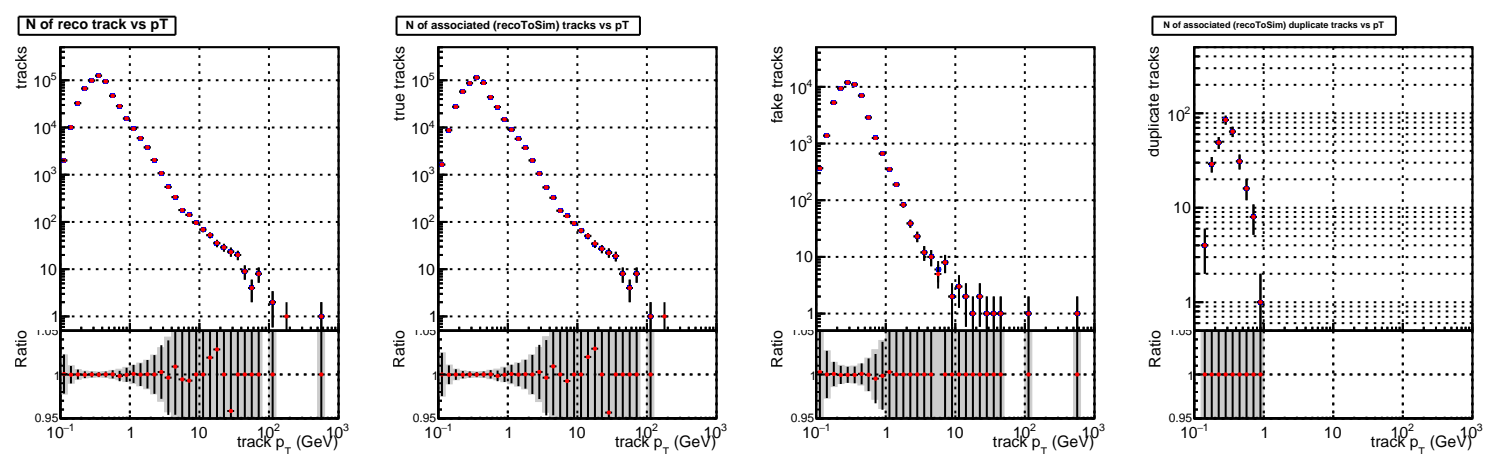 N of reco track vs pT
tracks
10^5
10^4
10^3
10^2
10
1
Ratio
1.05
1
0.95
10^-1 1 10 10^2 10^3
track p_T (GeV)
N of associated (recoToSim) tracks vs pT
true tracks
10^5
10^4
10^3
10^2
10
1
Ratio
1.05
1
0.95
10^-1 1 10 10^2 10^3
track p_T (GeV)
fake tracks
10^4
10^3
10^2
10
1
Ratio
1.05
1
0.95
10^-1 1 10 10^2 10^3
track p_T (GeV)
N of associated (recoToSim) duplicate tracks vs pT
duplicate tracks
10^2
10
1
Ratio
1.05
1
0.95
10^-1 1 10 10^2 10^3
track p_T (GeV)